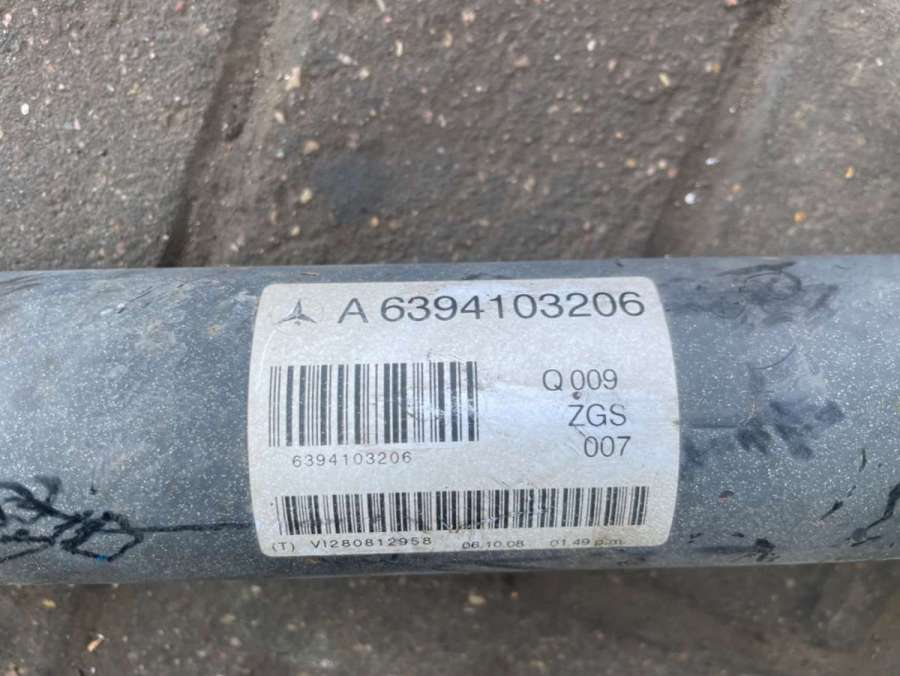 A 6394103206
Q 009
ZGS
007
6394103206
(T) VI280812958 06.10.08 01.49 p.m.